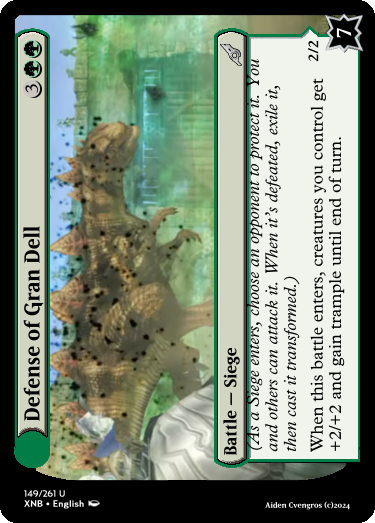 Defense of Gran Dell
3
Battle — Siege
(As a Siege enters, choose an opponent to protect it. You
and others can attack it. When it's defeated, exile it,
then cast it transformed.)
When this battle enters, creatures you control get
+2/+2 and gain trample until end of turn.
2/2
7
149/261 U
XNB • English
Aiden Cvengros (c)2024